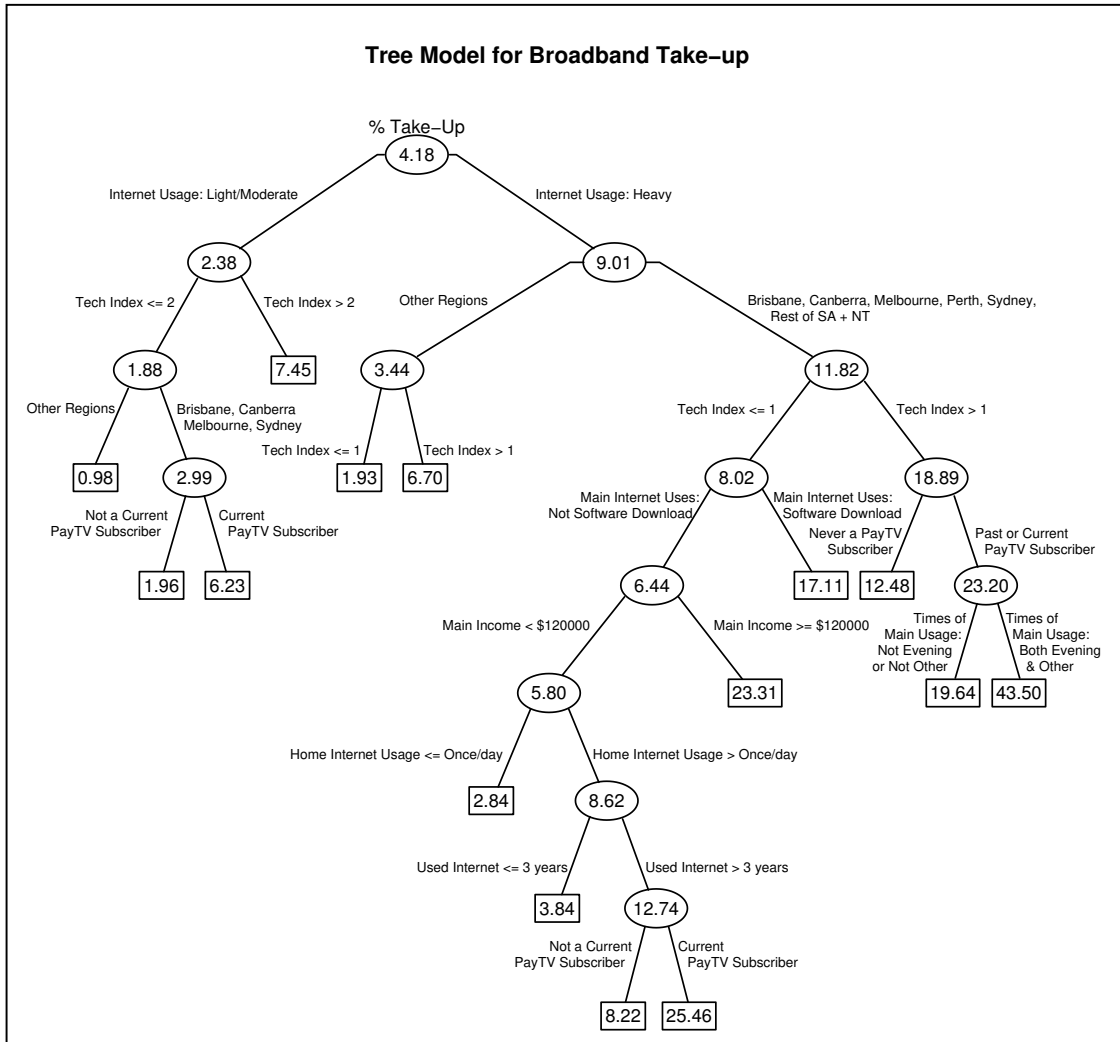 Tree Model for Broadband Take−up
% Take−Up
4.18
Internet Usage: Light/Moderate
Internet Usage: Heavy
2.38
9.01
Tech Index <= 2
Tech Index > 2
Other Regions
Brisbane, Canberra, Melbourne, Perth, Sydney,
Rest of SA + NT
1.88
7.45
3.44
11.82
Other Regions
Brisbane, Canberra
Melbourne, Sydney
Tech Index <= 1
Tech Index > 1
Tech Index <= 1
Tech Index > 1
0.98
2.99
1.93
6.70
8.02
18.89
Not a Current
PayTV Subscriber
Current
PayTV Subscriber
Main Internet Uses:
Not Software Download
Main Internet Uses:
Software Download
Never a PayTV
Subscriber
Past or Current
PayTV Subscriber
1.96
6.23
6.44
17.11
12.48
23.20
Main Income < $120000
Main Income >= $120000
Times of
Main Usage:
Not Evening
or Not Other
Times of
Main Usage:
Both Evening
& Other
5.80
23.31
19.64
43.50
Home Internet Usage <= Once/day
Home Internet Usage > Once/day
2.84
8.62
Used Internet <= 3 years
Used Internet > 3 years
3.84
12.74
Not a Current
PayTV Subscriber
Current
PayTV Subscriber
8.22
25.46